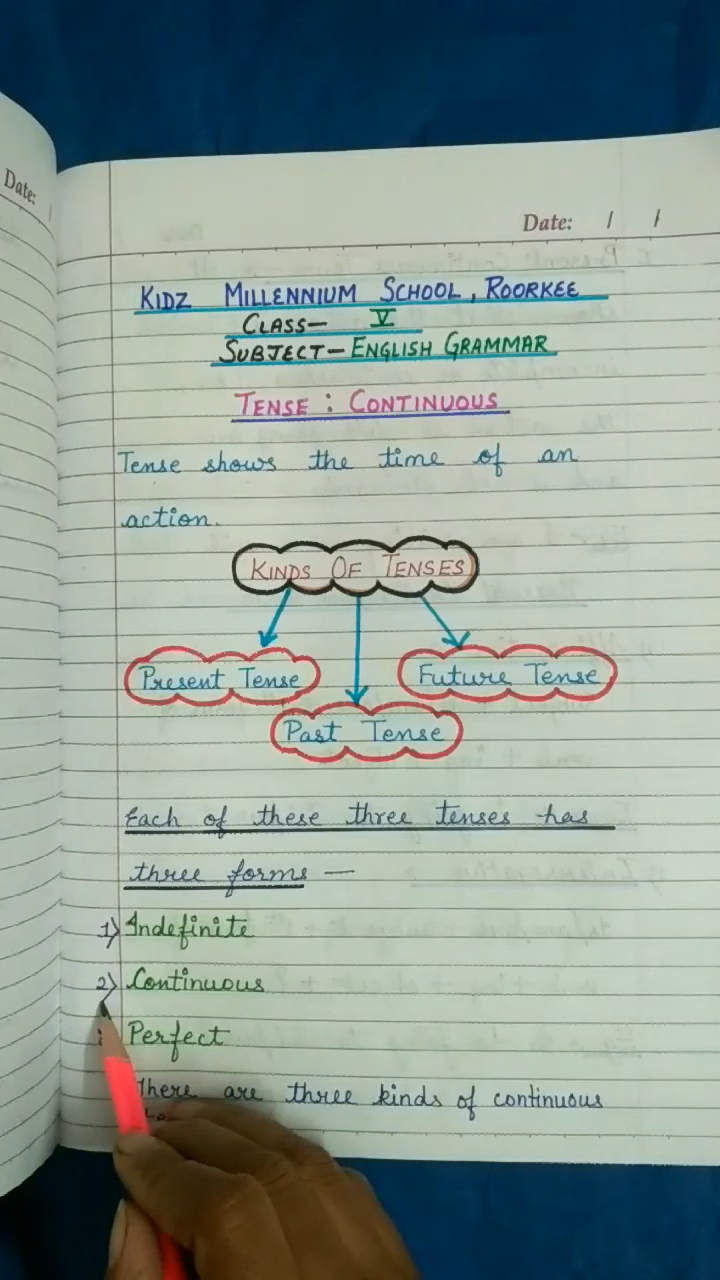 Date:
Date: / /
KIDZ MILLENNIUM SCHOOL, ROORKEE
CLASS- V
SUBJECT- ENGLISH GRAMMAR
TENSE : CONTINUOUS
Tense shows the time of an
action.
KINDS OF TENSES
Present Tense
Future Tense
Past Tense
Each of these three tenses has
three forms —
1) Indefinite
2) Continuous
Perfect
There are three kinds of continuous